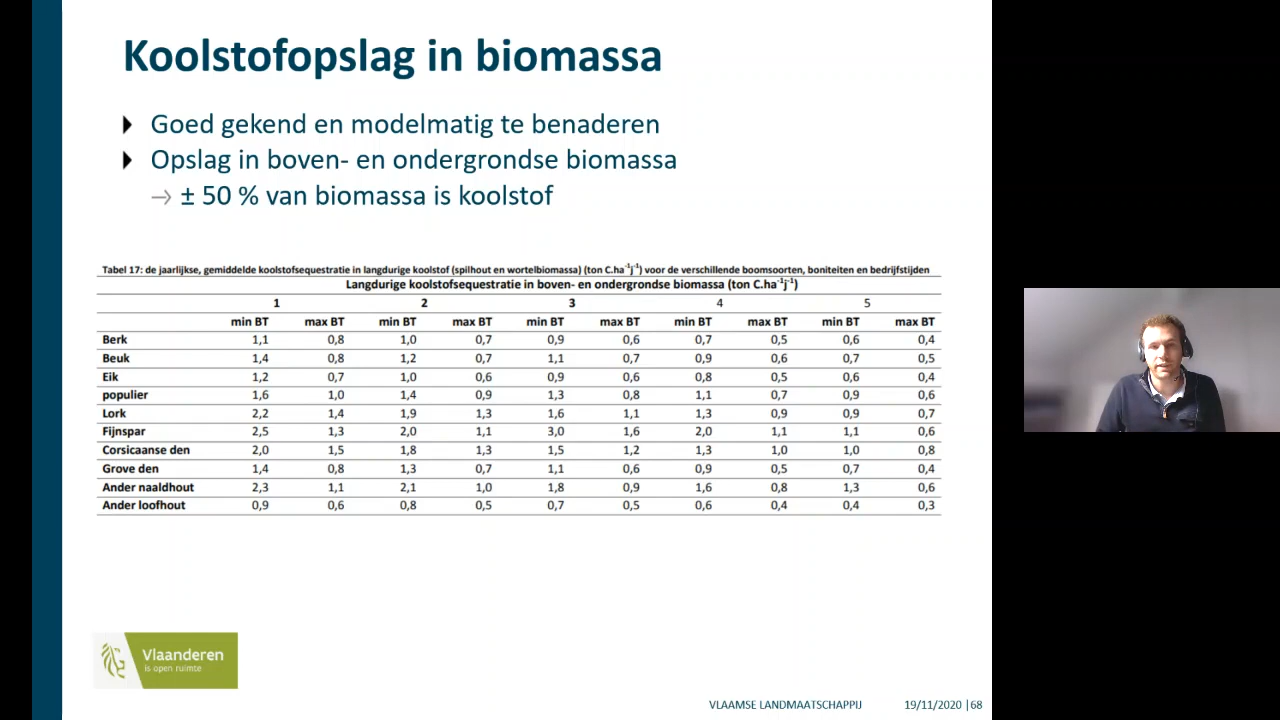 Koolstofopslag in biomassa
Goed gekend en modelmatig te benaderen
Opslag in boven- en ondergrondse biomassa
→ ± 50 % van biomassa is koolstof
Tabel 17: de jaarlijkse, gemiddelde koolstofsequestratie in langdurige koolstof (spilhout en wortelbiomassa) (ton C.ha⁻¹j⁻¹) voor de verschillende boomsoorten, boniteiten en bedrijfstijden
Langdurige koolstofsequestratie in boven- en ondergrondse biomassa (ton C.ha⁻¹j⁻¹)
1 2 3 4 5
min BT max BT min BT max BT min BT max BT min BT max BT min BT max BT
Berk 1,1 0,8 1,0 0,7 0,9 0,6 0,7 0,5 0,6 0,4
Beuk 1,4 0,8 1,2 0,7 1,1 0,7 0,9 0,6 0,7 0,5
Eik 1,2 0,7 1,0 0,6 0,9 0,6 0,8 0,5 0,6 0,4
populier 1,6 1,0 1,4 0,9 1,3 0,8 1,1 0,7 0,9 0,6
Lork 2,2 1,4 1,9 1,3 1,6 1,1 1,3 0,9 0,9 0,7
Fijnspar 2,5 1,3 2,0 1,1 3,0 1,6 2,0 1,1 1,1 0,6
Corsicaanse den 2,0 1,5 1,8 1,3 1,5 1,2 1,3 1,0 1,0 0,8
Grove den 1,4 0,8 1,3 0,7 1,1 0,6 0,9 0,5 0,7 0,4
Ander naaldhout 2,3 1,1 2,1 1,0 1,8 0,9 1,6 0,8 1,3 0,6
Ander loofhout 0,9 0,6 0,8 0,5 0,7 0,5 0,6 0,4 0,4 0,3
Vlaanderen
is open ruimte
VLAAMSE LANDMAATSCHAPPIJ 19/11/2020 |68